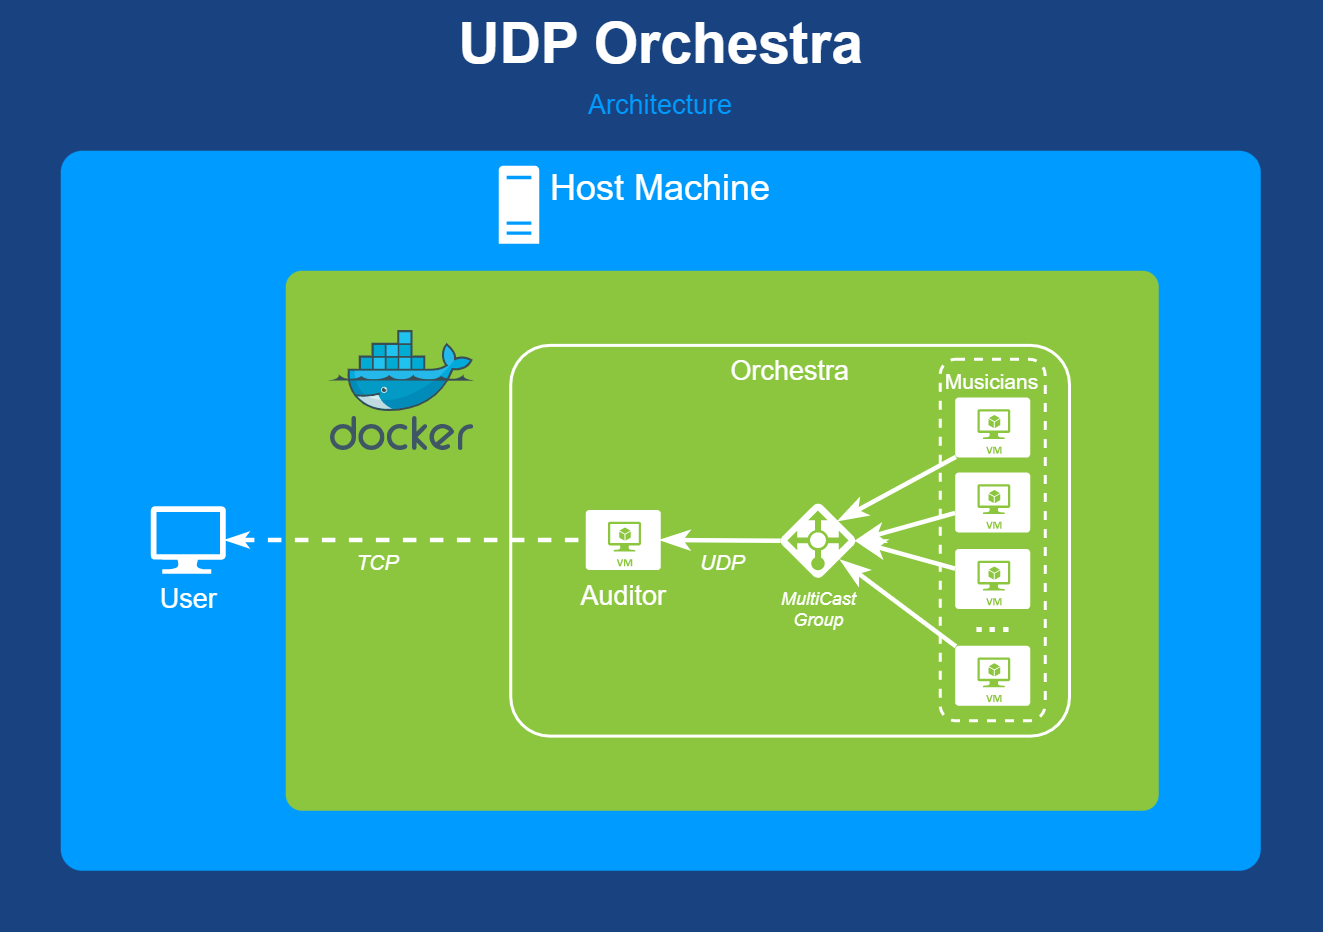 UDP Orchestra
Architecture
Host Machine
docker
Orchestra
Musicians
VM
VM
VM
...
VM
MultiCast
Group
UDP
VM
Auditor
TCP
User